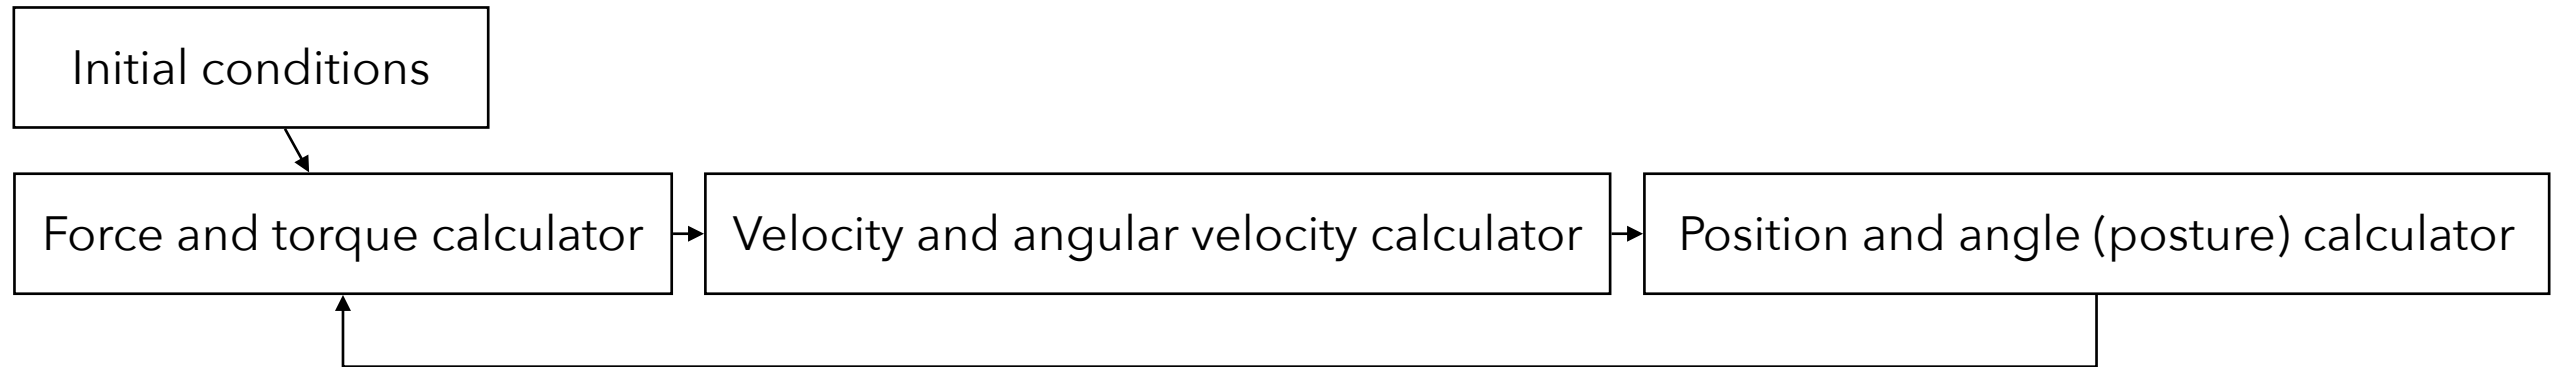 Initial conditions
Force and torque calculator
Velocity and angular velocity calculator
Position and angle (posture) calculator